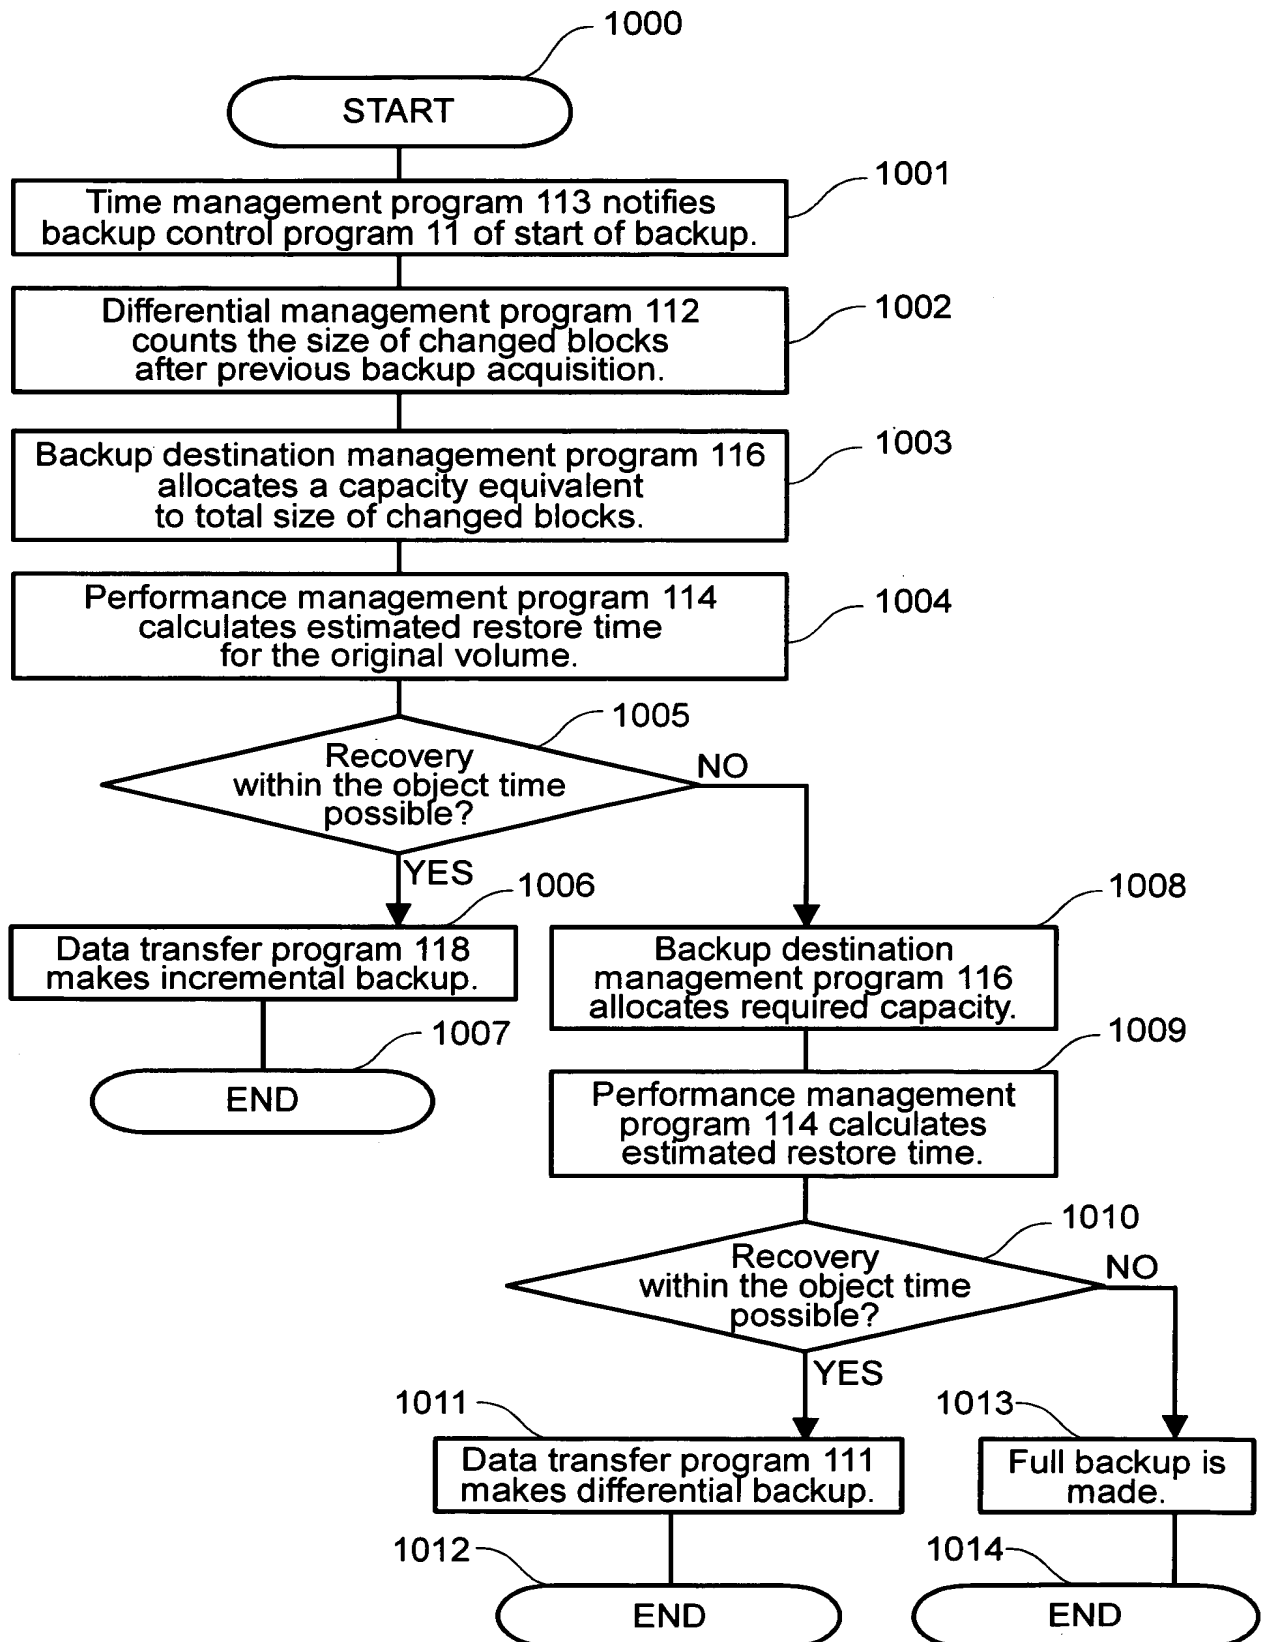 1000
START
1001
Time management program 113 notifies
backup control program 11 of start of backup.
1002
Differential management program 112
counts the size of changed blocks
after previous backup acquisition.
1003
Backup destination management program 116
allocates a capacity equivalent
to total size of changed blocks.
1004
Performance management program 114
calculates estimated restore time
for the original volume.
1005
Recovery
within the object time
possible?
NO
YES
1006
Data transfer program 118
makes incremental backup.
1007
END
1008
Backup destination
management program 116
allocates required capacity.
1009
Performance management
program 114 calculates
estimated restore time.
1010
Recovery
within the object time
possible?
NO
YES
1011
Data transfer program 111
makes differential backup.
1012
END
1013
Full backup is
made.
1014
END